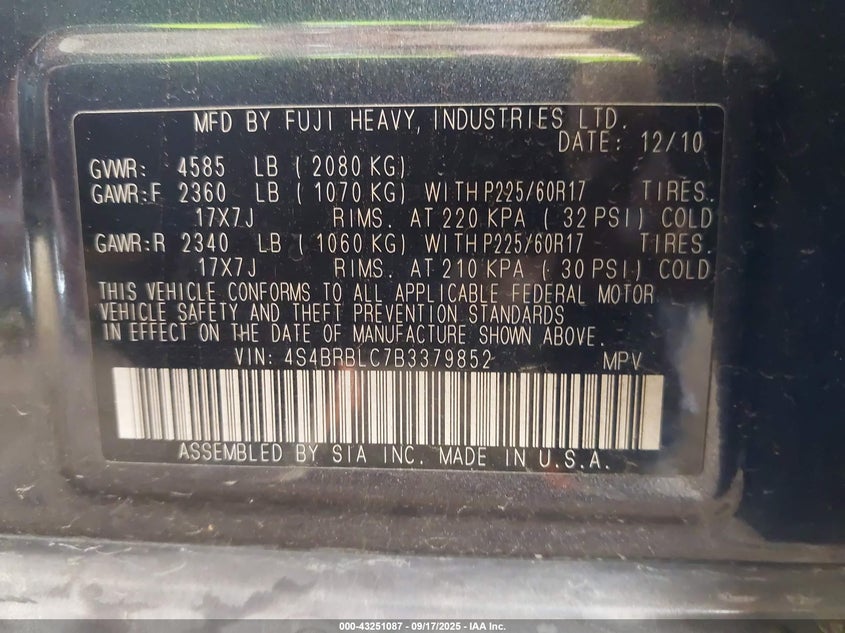 MFD BY FUJI HEAVY, INDUSTRIES LTD.
DATE: 12/10
GVWR: 4585 LB ( 2080 KG)
GAWR:F 2360 LB ( 1070 KG) WITH P225/60R17 TIRES.
17X7J RIMS. AT 220 KPA ( 32 PSI) COLD
GAWR:R 2340 LB ( 1060 KG) WITH P225/60R17 TIRES.
17X7J RIMS. AT 210 KPA ( 30 PSI) COLD
THIS VEHICLE CONFORMS TO ALL APPLICABLE FEDERAL MOTOR
VEHICLE SAFETY AND THEFT PREVENTION STANDARDS
IN EFFECT ON THE DATE OF MANUFACTURE SHOWN ABOVE.
VIN: 4S4BRBLC7B3379852 MPV
ASSEMBLED BY SIA INC. MADE IN U.S.A.
000-43251087 - 09/17/2025 - IAA Inc.